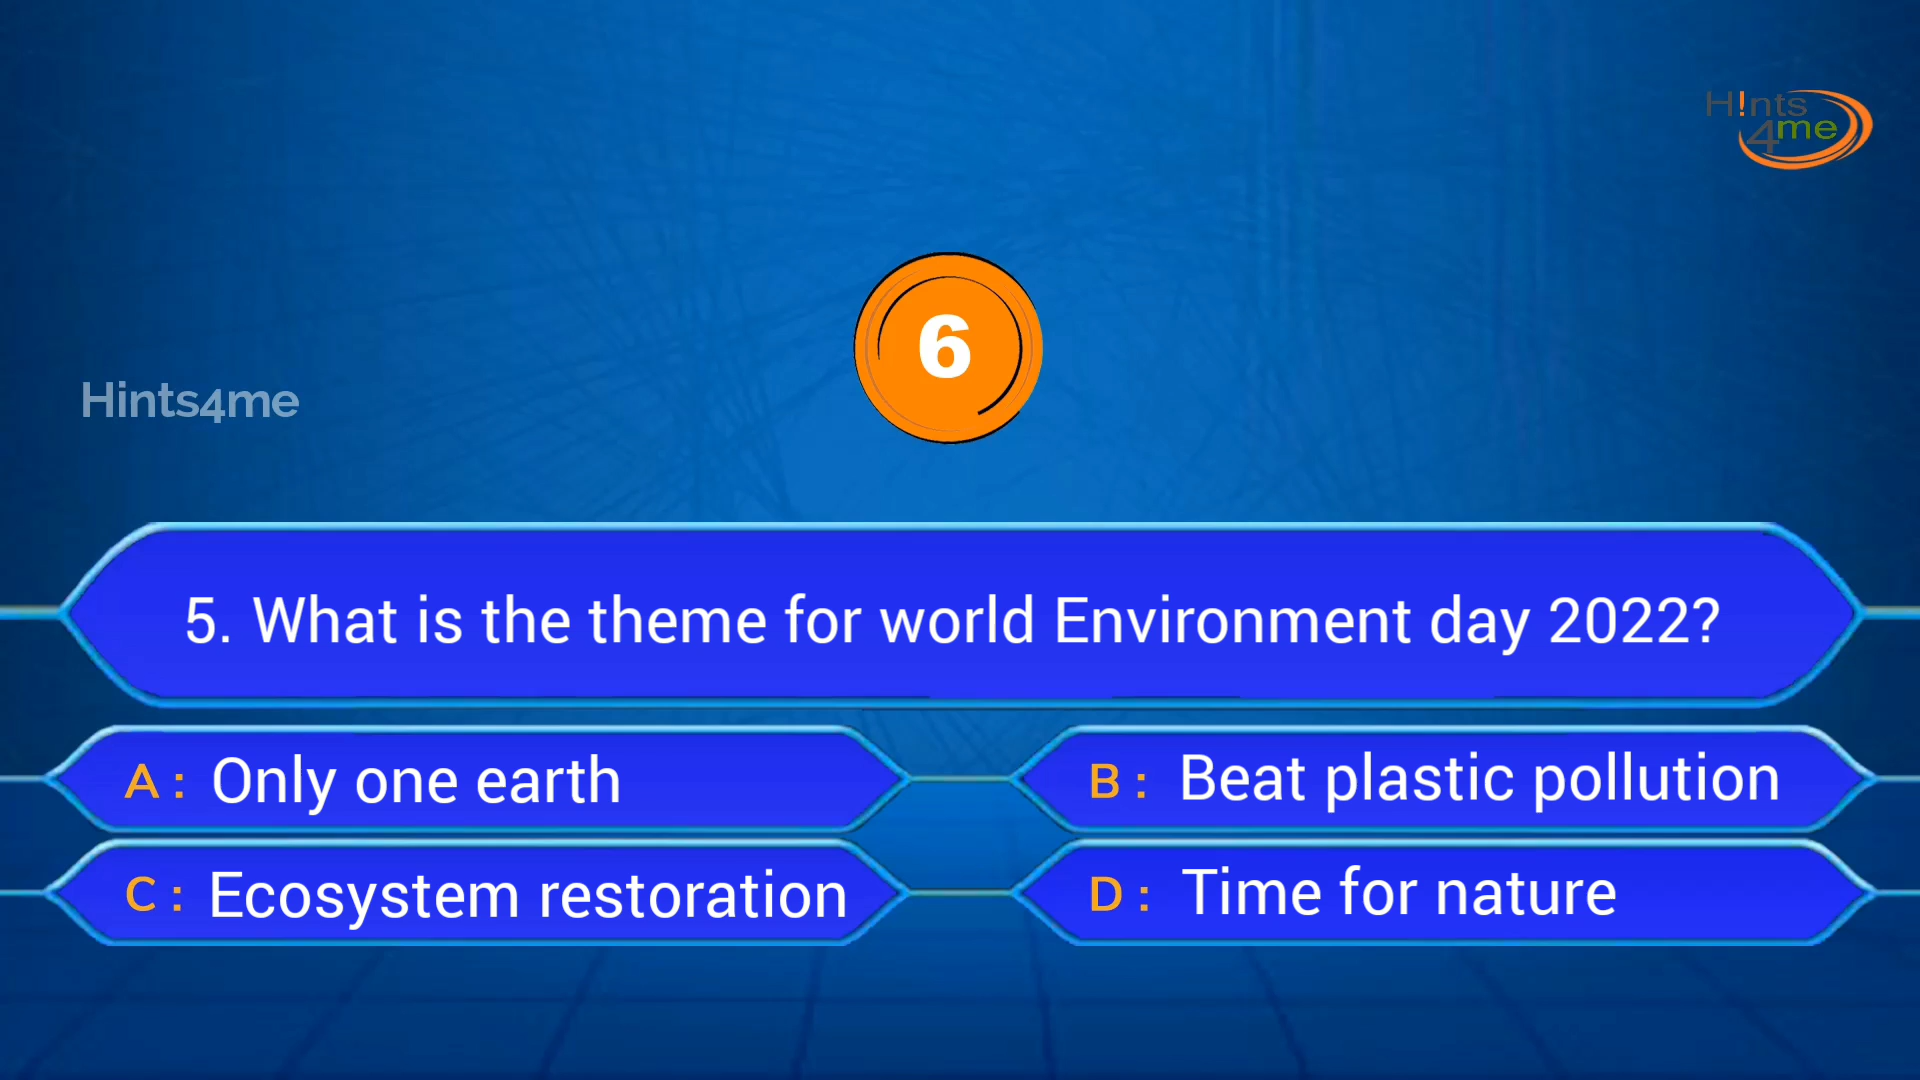 H!nts
4me
6
Hints4me
5. What is the theme for world Environment day 2022?
A : Only one earth
B : Beat plastic pollution
C : Ecosystem restoration
D : Time for nature